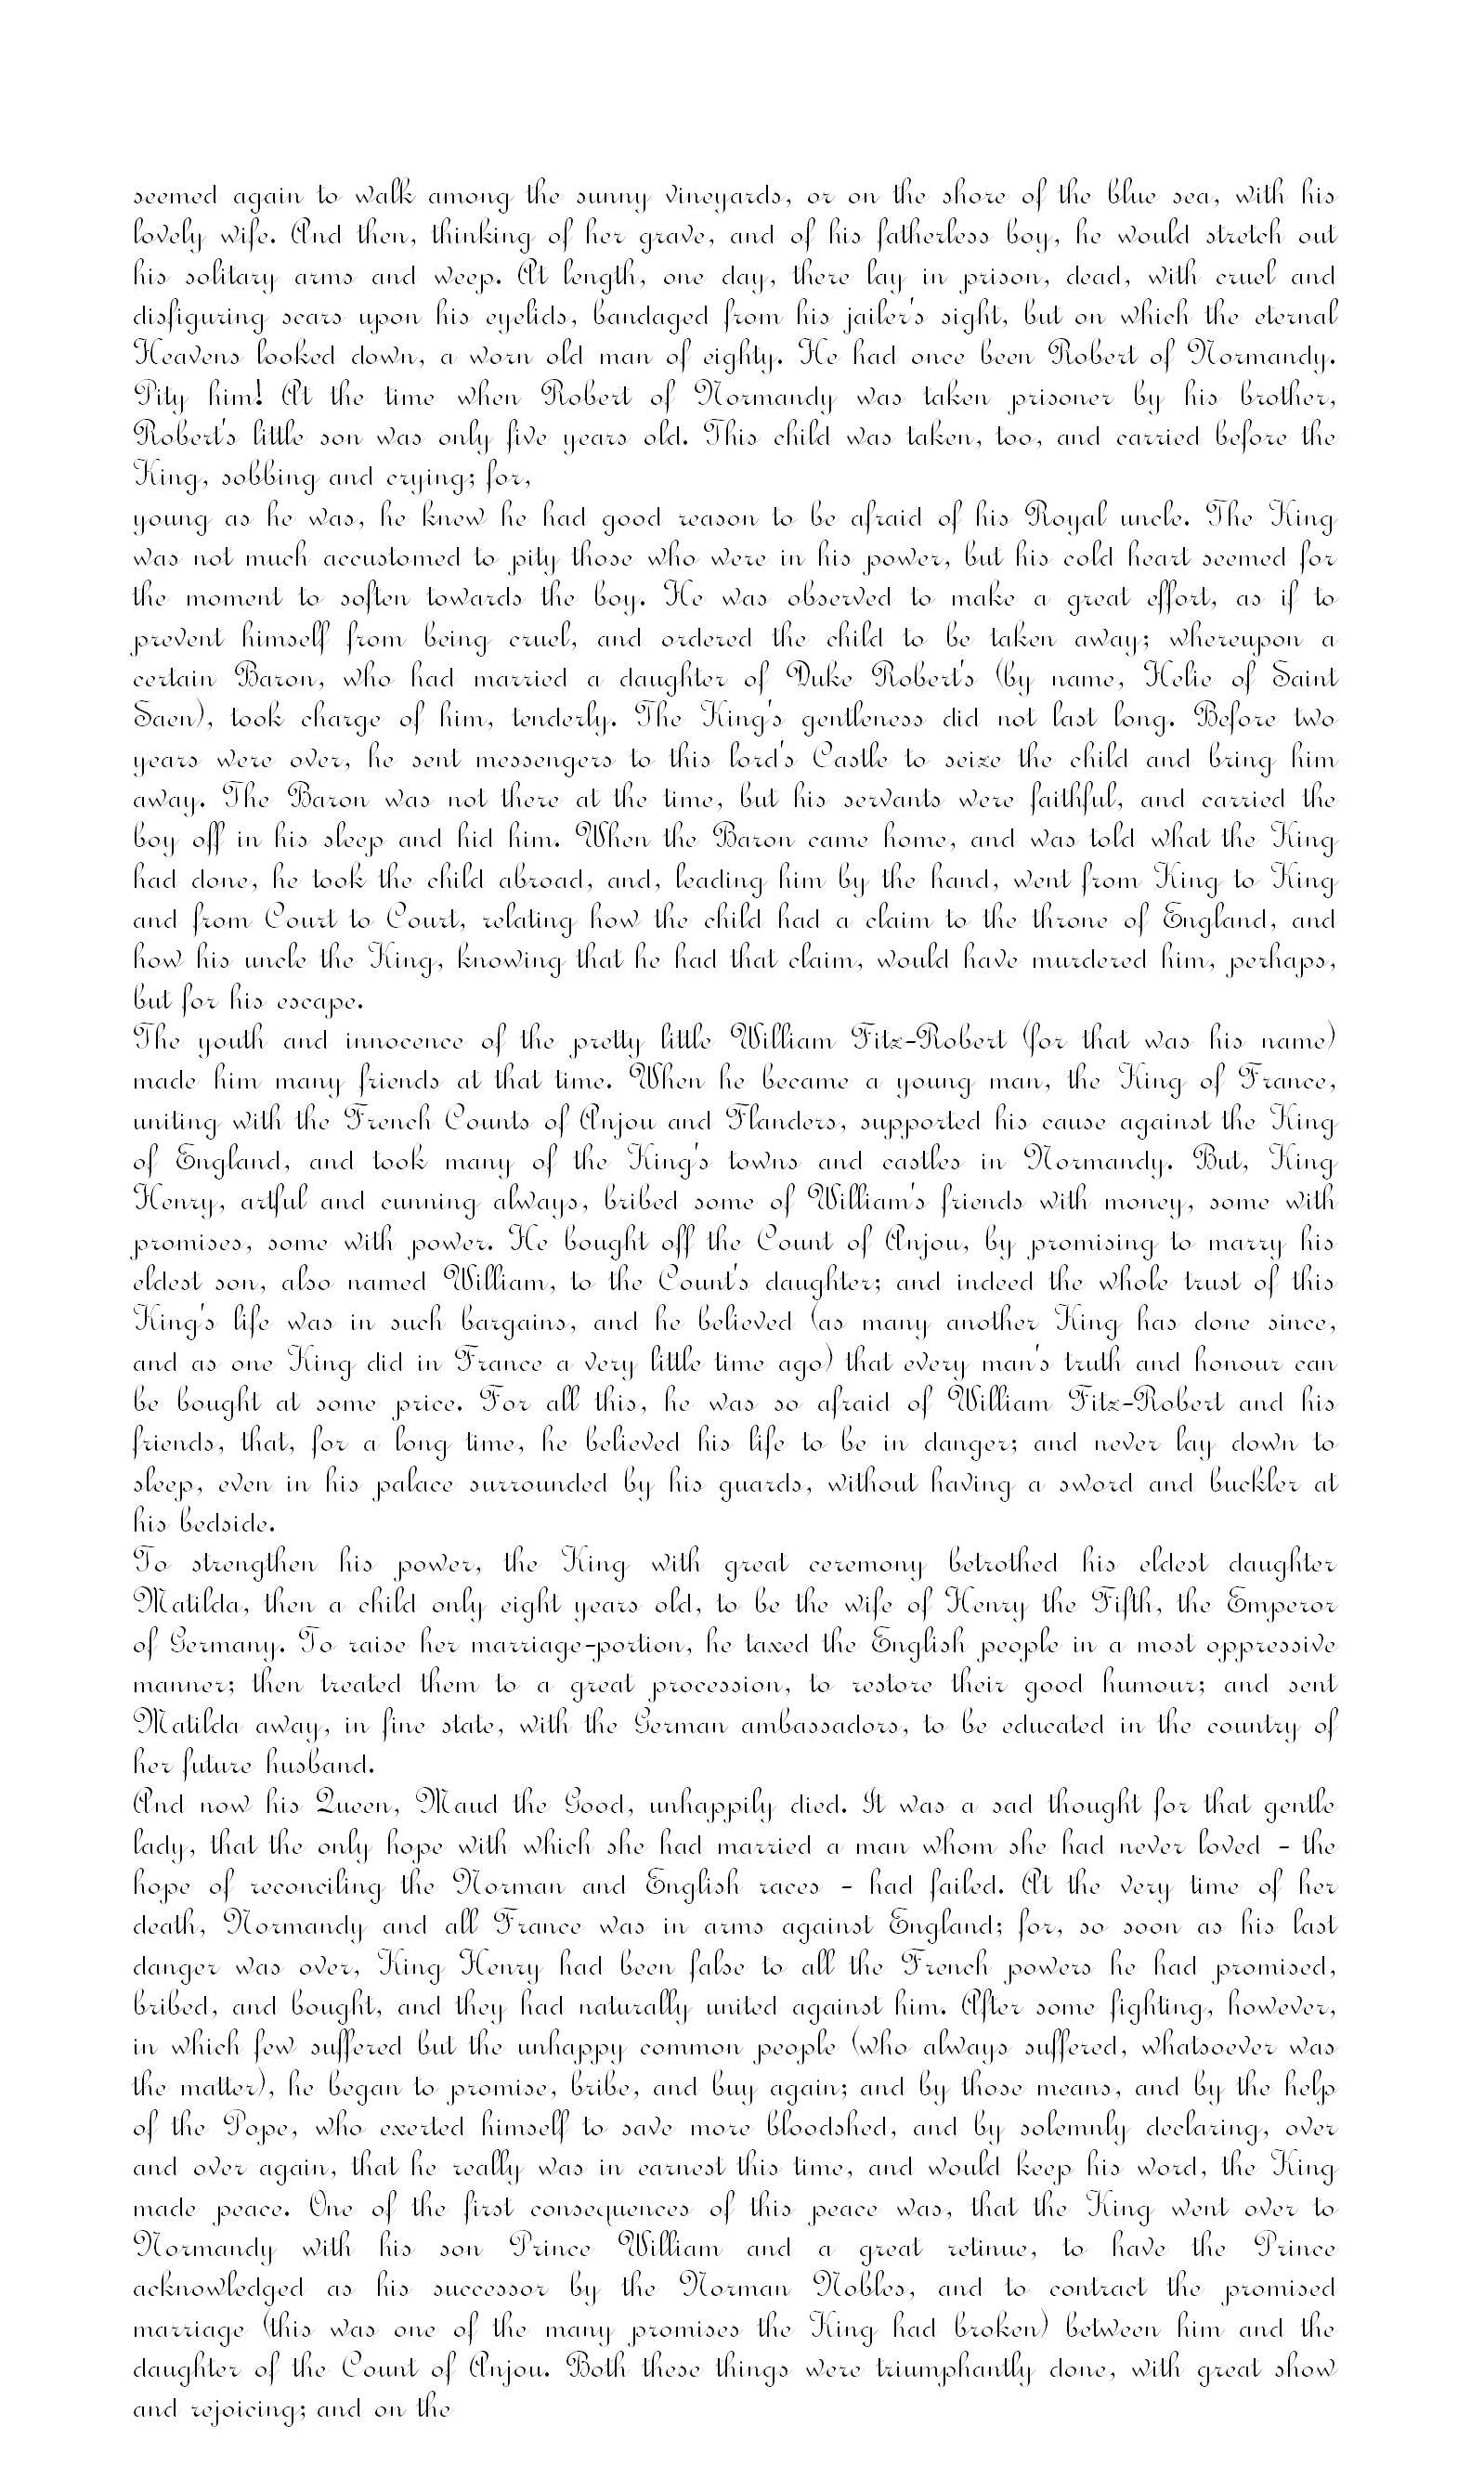 seemed again to walk among the sunny vineyards, or on the shore of the blue sea, with his
lovely wife. And then, thinking of her grave, and of his fatherless boy, he would stretch out
his solitary arms and weep. At length, one day, there lay in prison, dead, with cruel and
disfiguring scars upon his eyelids, bandaged from his jailer's sight, but on which the eternal
Heavens looked down, a worn old man of eighty. He had once been Robert of Normandy.
Pity him! At the time when Robert of Normandy was taken prisoner by his brother,
Robert's little son was only five years old. This child was taken, too, and carried before the
King, sobbing and crying; for,
young as he was, he knew he had good reason to be afraid of his Royal uncle. The King
was not much accustomed to pity those who were in his power, but his cold heart seemed for
the moment to soften towards the boy. He was observed to make a great effort, as if to
prevent himself from being cruel, and ordered the child to be taken away; whereupon a
certain Baron, who had married a daughter of Duke Robert's (by name, Helie of Saint
Saen), took charge of him, tenderly. The King's gentleness did not last long. Before two
years were over, he sent messengers to this lord's Castle to seize the child and bring him
away. The Baron was not there at the time, but his servants were faithful, and carried the
boy off in his sleep and hid him. When the Baron came home, and was told what the King
had done, he took the child abroad, and, leading him by the hand, went from King to King
and from Court to Court, relating how the child had a claim to the throne of England, and
how his uncle the King, knowing that he had that claim, would have murdered him, perhaps,
but for his escape.
The youth and innocence of the pretty little William Fitz-Robert (for that was his name)
made him many friends at that time. When he became a young man, the King of France,
uniting with the French Counts of Anjou and Flanders, supported his cause against the King
of England, and took many of the King's towns and castles in Normandy. But, King
Henry, artful and cunning always, bribed some of William's friends with money, some with
promises, some with power. He bought off the Count of Anjou, by promising to marry his
eldest son, also named William, to the Count's daughter; and indeed the whole trust of this
King's life was in such bargains, and he believed (as many another King has done since,
and as one King did in France a very little time ago) that every man's truth and honour can
be bought at some price. For all this, he was so afraid of William Fitz-Robert and his
friends, that, for a long time, he believed his life to be in danger; and never lay down to
sleep, even in his palace surrounded by his guards, without having a sword and buckler at
his bedside.
To strengthen his power, the King with great ceremony betrothed his eldest daughter
Matilda, then a child only eight years old, to be the wife of Henry the Fifth, the Emperor
of Germany. To raise her marriage-portion, he taxed the English people in a most oppressive
manner; then treated them to a great procession, to restore their good humour; and sent
Matilda away, in fine state, with the German ambassadors, to be educated in the country of
her future husband.
And now his Queen, Maud the Good, unhappily died. It was a sad thought for that gentle
lady, that the only hope with which she had married a man whom she had never loved - the
hope of reconciling the Norman and English races - had failed. At the very time of her
death, Normandy and all France was in arms against England; for, so soon as his last
danger was over, King Henry had been false to all the French powers he had promised,
bribed, and bought, and they had naturally united against him. After some fighting, however,
in which few suffered but the unhappy common people (who always suffered, whatsoever was
the matter), he began to promise, bribe, and buy again; and by those means, and by the help
of the Pope, who exerted himself to save more bloodshed, and by solemnly declaring, over
and over again, that he really was in earnest this time, and would keep his word, the King
made peace. One of the first consequences of this peace was, that the King went over to
Normandy with his son Prince William and a great retinue, to have the Prince
acknowledged as his successor by the Norman Nobles, and to contract the promised
marriage (this was one of the many promises the King had broken) between him and the
daughter of the Count of Anjou. Both these things were triumphantly done, with great show
and rejoicing; and on the